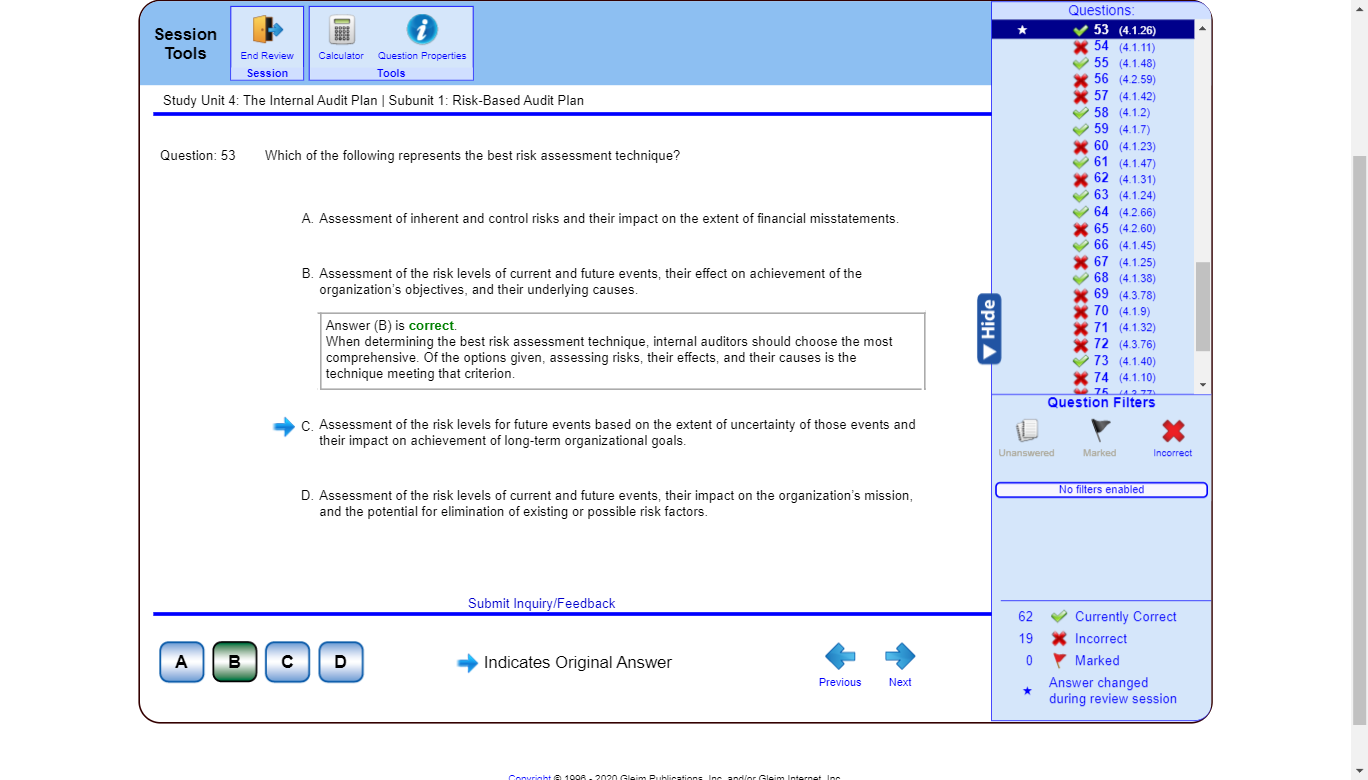 Session Tools
End Review
Session
Calculator
Question Properties
Tools
Study Unit 4: The Internal Audit Plan | Subunit 1: Risk-Based Audit Plan
Question: 53
Which of the following represents the best risk assessment technique?
A. Assessment of inherent and control risks and their impact on the extent of financial misstatements.
B. Assessment of the risk levels of current and future events, their effect on achievement of the
organization's objectives, and their underlying causes.
Answer (B) is correct.
When determining the best risk assessment technique, internal auditors should choose the most
comprehensive. Of the options given, assessing risks, their effects, and their causes is the
technique meeting that criterion.
C. Assessment of the risk levels for future events based on the extent of uncertainty of those events and
their impact on achievement of long-term organizational goals.
D. Assessment of the risk levels of current and future events, their impact on the organization's mission,
and the potential for elimination of existing or possible risk factors.
Submit Inquiry/Feedback
A B C D
Indicates Original Answer
Previous
Next
Hide
Questions:
53 (4.1.26)
54 (4.1.11)
55 (4.1.48)
56 (4.2.59)
57 (4.1.42)
58 (4.1.2)
59 (4.1.7)
60 (4.1.23)
61 (4.1.47)
62 (4.1.31)
63 (4.1.24)
64 (4.2.66)
65 (4.2.60)
66 (4.1.45)
67 (4.1.25)
68 (4.1.38)
69 (4.3.78)
70 (4.1.9)
71 (4.1.32)
72 (4.3.76)
73 (4.1.40)
74 (4.1.10)
75 (4.3.77)
Question Filters
Unanswered
Marked
Incorrect
No filters enabled
62 Currently Correct
19 Incorrect
0 Marked
Answer changed
during review session
Copyright © 1996 - 2020 Gleim Publications, Inc. and/or Gleim Internet, Inc.